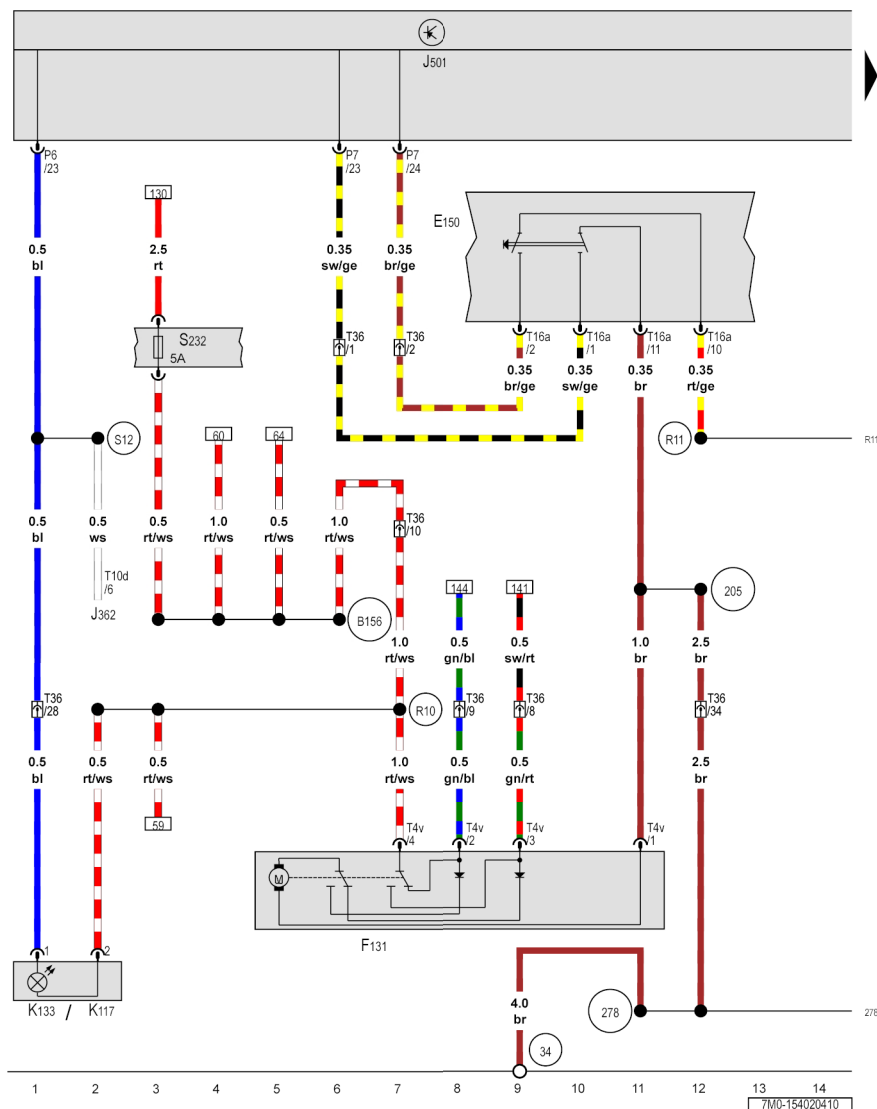 J501
P6
/23
P7
/23
P7
/24
130
E150
0.5
bl
2.5
rt
0.35
sw/ge
0.35
br/ge
S232
5A
T36
/1
T36
/2
T16a
/2
T16a
/1
T16a
/11
T16a
/10
0.35
br/ge
0.35
sw/ge
0.35
br
0.35
rt/ge
S12
60
64
R11
R11
0.5
bl
0.5
ws
0.5
rt/ws
1.0
rt/ws
0.5
rt/ws
1.0
rt/ws
T36
/10
T10d
/6
J362
144
141
205
B156
1.0
rt/ws
0.5
gn/bl
0.5
sw/rt
1.0
br
2.5
br
T36
/28
R10
T36
/9
T36
/8
T36
/34
0.5
bl
0.5
rt/ws
0.5
rt/ws
1.0
rt/ws
0.5
gn/bl
0.5
gn/rt
2.5
br
59
T4v
/4
T4v
/2
T4v
/3
T4v
/1
M
F131
1
2
K133 / K117
4.0
br
278
278
34
1 2 3 4 5 6 7 8 9 10 11 12 13 14
7M0-154020410